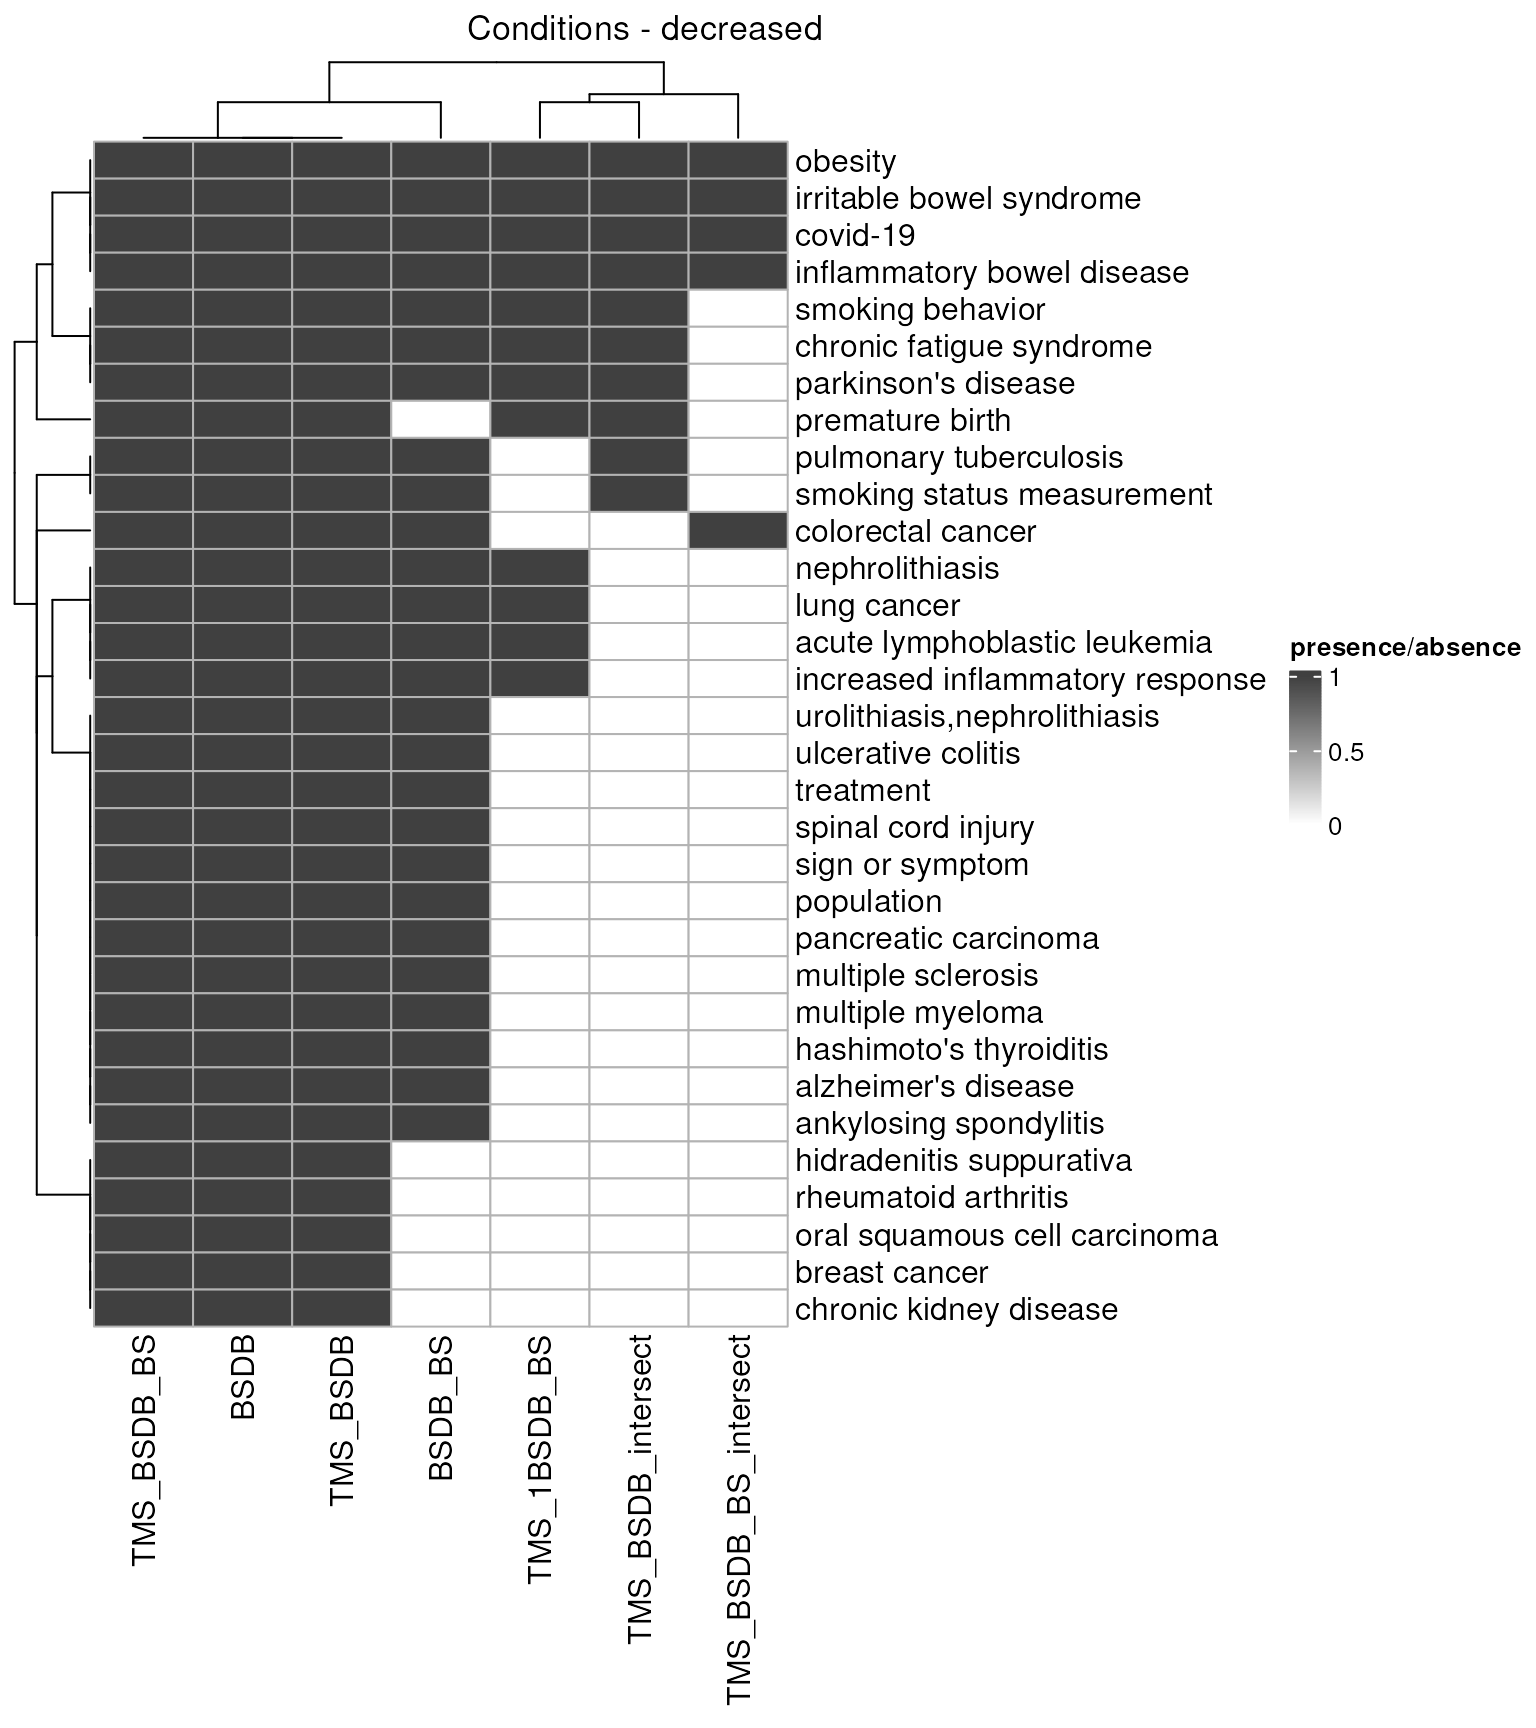 Conditions - decreased
obesity
irritable bowel syndrome
covid-19
inflammatory bowel disease
smoking behavior
chronic fatigue syndrome
parkinson's disease
premature birth
pulmonary tuberculosis
smoking status measurement
colorectal cancer
nephrolithiasis
lung cancer
acute lymphoblastic leukemia
increased inflammatory response
urolithiasis,nephrolithiasis
ulcerative colitis
treatment
spinal cord injury
sign or symptom
population
pancreatic carcinoma
multiple sclerosis
multiple myeloma
hashimoto's thyroiditis
alzheimer's disease
ankylosing spondylitis
hidradenitis suppurativa
rheumatoid arthritis
oral squamous cell carcinoma
breast cancer
chronic kidney disease
TMS_BSDB_BS
BSDB
TMS_BSDB
BSDB_BS
TMS_1BSDB_BS
TMS_BSDB_intersect
TMS_BSDB_BS_intersect
presence/absence
1
0.5
0